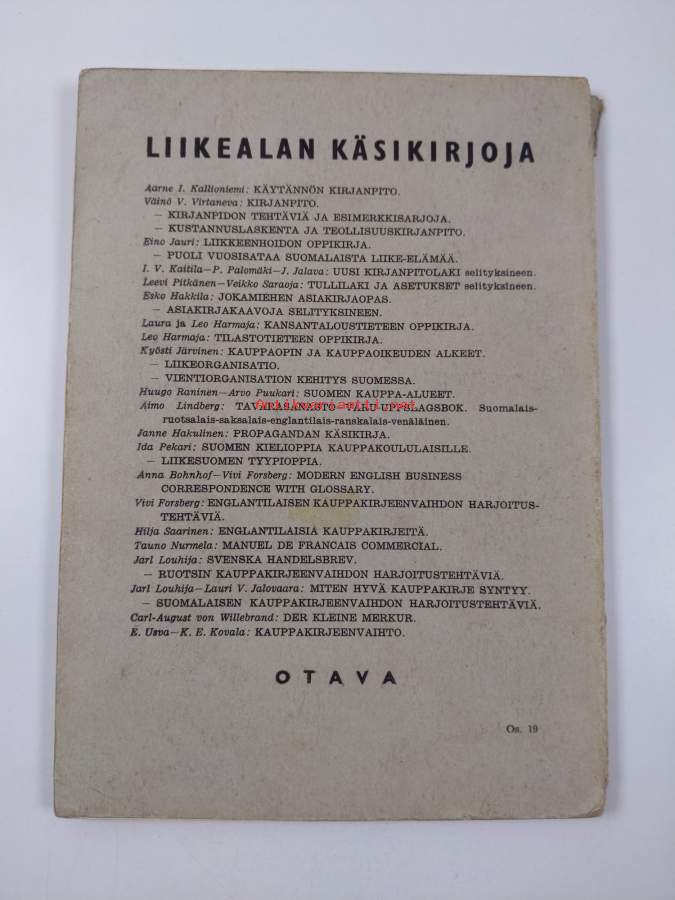 LIIKEALAN KÄSIKIRJOJA
Aarne I. Kallioniemi: KÄYTÄNNÖN KIRJANPITO.
Väinö V. Virtaneva: KIRJANPITO.
— KIRJANPIDON TEHTÄVIÄ JA ESIMERKKISARJOJA.
— KUSTANNUSLASKENTA JA TEOLLISUUSKIRJANPITO.
Eino Jauri: LIIKKEENHOIDON OPPIKIRJA.
— PUOLI VUOSISATAA SUOMALAISTA LIIKE-ELÄMÄÄ.
I. V. Kaitila—P. Palomäki—J. Jalava: UUSI KIRJANPITOLAKI selityksineen.
Leevi Pitkänen—Veikko Saraoja: TULLILAKI JA ASETUKSET selityksineen.
Esko Hakkila: JOKAMIEHEN ASIAKIRJAOPAS.
— ASIAKIRJAKAAVOJA SELITYKSINEEN.
Laura ja Leo Harmaja: KANSANTALOUSTIETEEN OPPIKIRJA.
Leo Harmaja: TILASTOTIETEEN OPPIKIRJA.
Kyösti Järvinen: KAUPPAOPIN JA KAUPPAOIKEUDEN ALKEET.
— LIIKEORGANISATIO.
— VIENTIORGANISATION KEHITYS SUOMESSA.
Huugo Raninen—Arvo Puukari: SUOMEN KAUPPA-ALUEET.
Aimo Lindberg: TAVARASANASTO—VARU-UPPSLAGSBOK. Suomalais-
ruotsalais-saksalais-englantilais-ranskalais-venäläinen.
Janne Hakulinen: PROPAGANDAN KÄSIKIRJA.
Ida Pekari: SUOMEN KIELIOPPIA KAUPPAKOULULAISILLE.
— LIIKESUOMEN TYYPIOPPIA.
Anna Bohnhof—Vivi Forsberg: MODERN ENGLISH BUSINESS
CORRESPONDENCE WITH GLOSSARY.
Vivi Forsberg: ENGLANTILAISEN KAUPPAKIRJEENVAIHDON HARJOITUS-
TEHTÄVIÄ.
Hilja Saarinen: ENGLANTILAISIA KAUPPAKIRJEITÄ.
Tauno Nurmela: MANUEL DE FRANCAIS COMMERCIAL.
Jarl Louhija: SVENSKA HANDELSBREV.
— RUOTSIN KAUPPAKIRJEENVAIHDON HARJOITUSTEHTÄVIÄ.
Jarl Louhija—Lauri V. Jalovaara: MITEN HYVÄ KAUPPAKIRJE SYNTYY.
— SUOMALAISEN KAUPPAKIRJEENVAIHDON HARJOITUSTEHTÄVIÄ.
Carl-August von Willebrand: DER KLEINE MERKUR.
E. Usva—K. E. Kovala: KAUPPAKIRJEENVAIHTO.
OTAVA
Os. 19